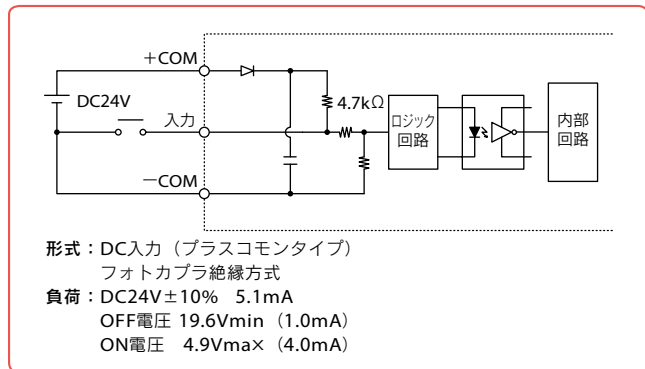 +COM
DC24V
4.7kΩ
入力
ロジック
回路
内部
回路
−COM
形式：DC入力（プラスコモンタイプ）
フォトカプラ絶縁方式
負荷：DC24V±10% 5.1mA
OFF電圧 19.6Vmin（1.0mA）
ON電圧 4.9Vma×（4.0mA）